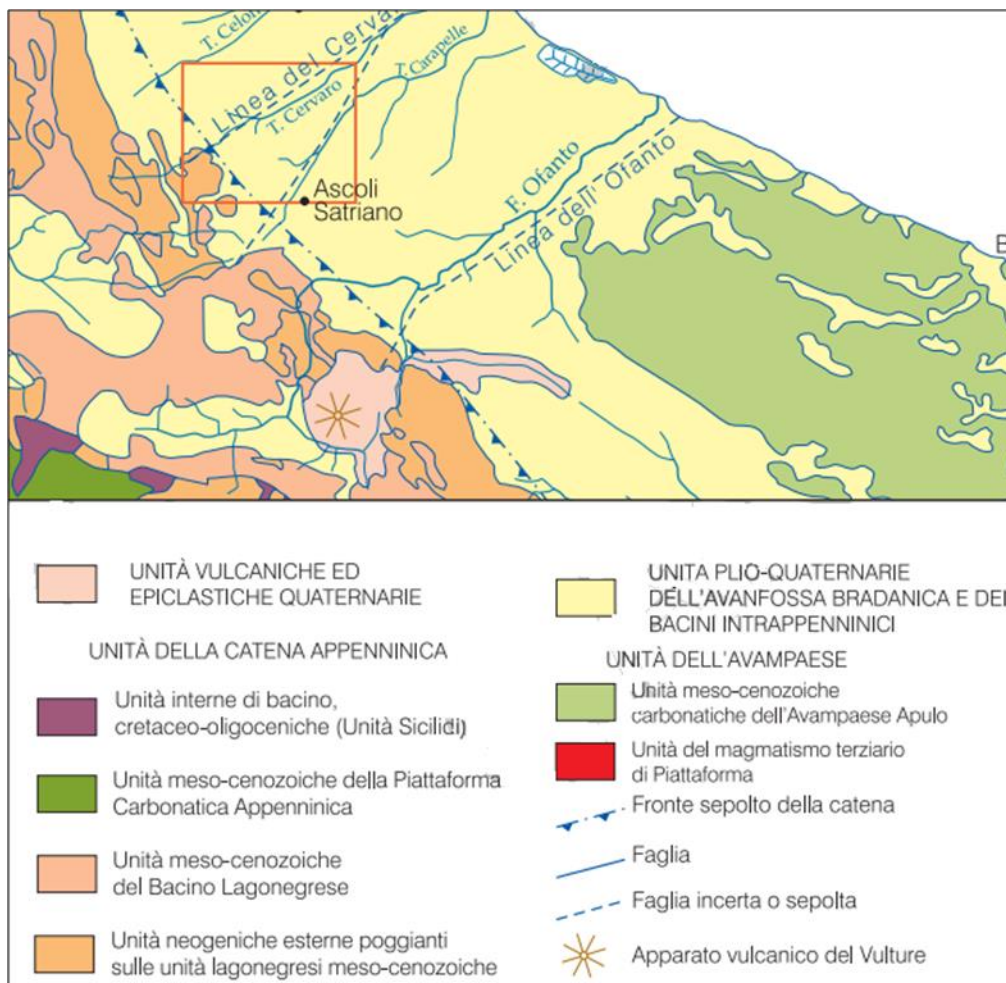 T. Celon
Linea del Cervar
T. Cervaro
T. Carapelle
Ascoli
Satriano
F. Ofanto
Linea dell' Ofanto
B
UNITÀ VULCANICHE ED
EPICLASTICHE QUATERNARIE
UNITÀ DELLA CATENA APPENNINICA
Unità interne di bacino,
cretaceo-oligoceniche (Unità Sicilidi)
Unità meso-cenozoiche della Piattaforma
Carbonatica Appenninica
Unità meso-cenozoiche
del Bacino Lagonegrese
Unità neogeniche esterne poggianti
sulle unità lagonegresi meso-cenozoiche
UNITA PLIO-QUATERNARIE
DELL'AVANFOSSA BRADANICA E DEI
BACINI INTRAPPENNINICI
UNITÀ DELL'AVAMPAESE
Unità meso-cenozoiche
carbonatiche dell'Avampaese Apulo
Unità del magmatismo terziario
di Piattaforma
Fronte sepolto della catena
Faglia
Faglia incerta o sepolta
Apparato vulcanico del Vulture